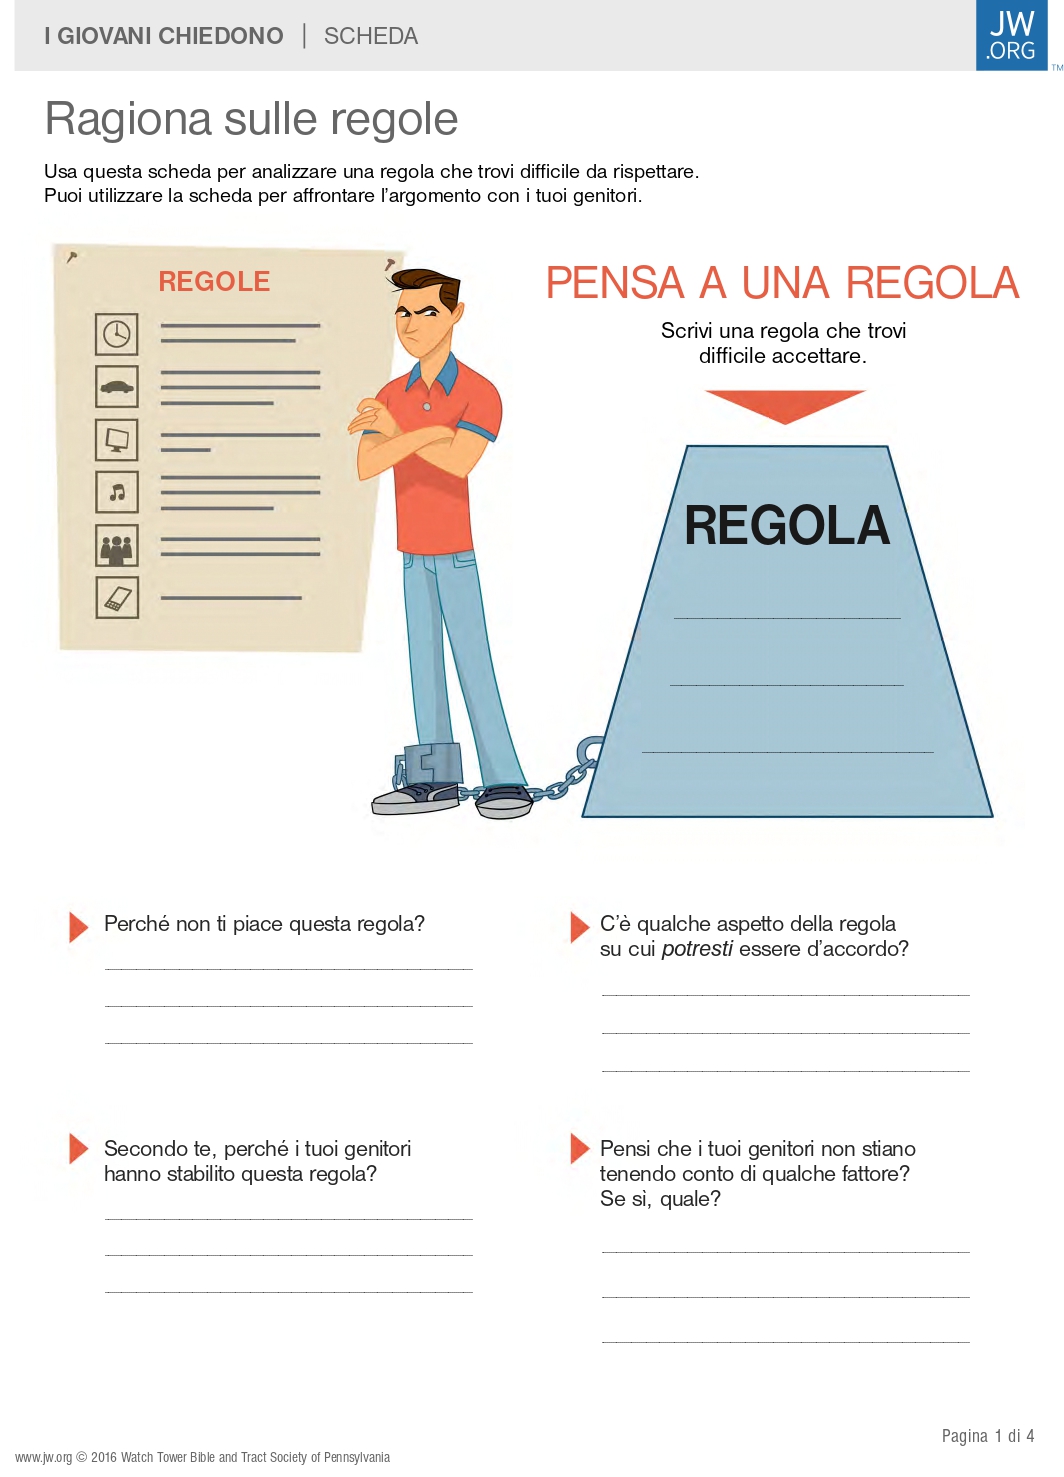 I GIOVANI CHIEDONO | SCHEDA
JW
.ORG
TM
Ragiona sulle regole
Usa questa scheda per analizzare una regola che trovi difficile da rispettare.
Puoi utilizzare la scheda per affrontare l’argomento con i tuoi genitori.
REGOLE
PENSA A UNA REGOLA
Scrivi una regola che trovi
difficile accettare.
REGOLA
Perché non ti piace questa regola?
C’è qualche aspetto della regola
su cui potresti essere d’accordo?
Secondo te, perché i tuoi genitori
hanno stabilito questa regola?
Pensi che i tuoi genitori non stiano
tenendo conto di qualche fattore?
Se sì, quale?
Pagina 1 di 4
www.jw.org © 2016 Watch Tower Bible and Tract Society of Pennsylvania